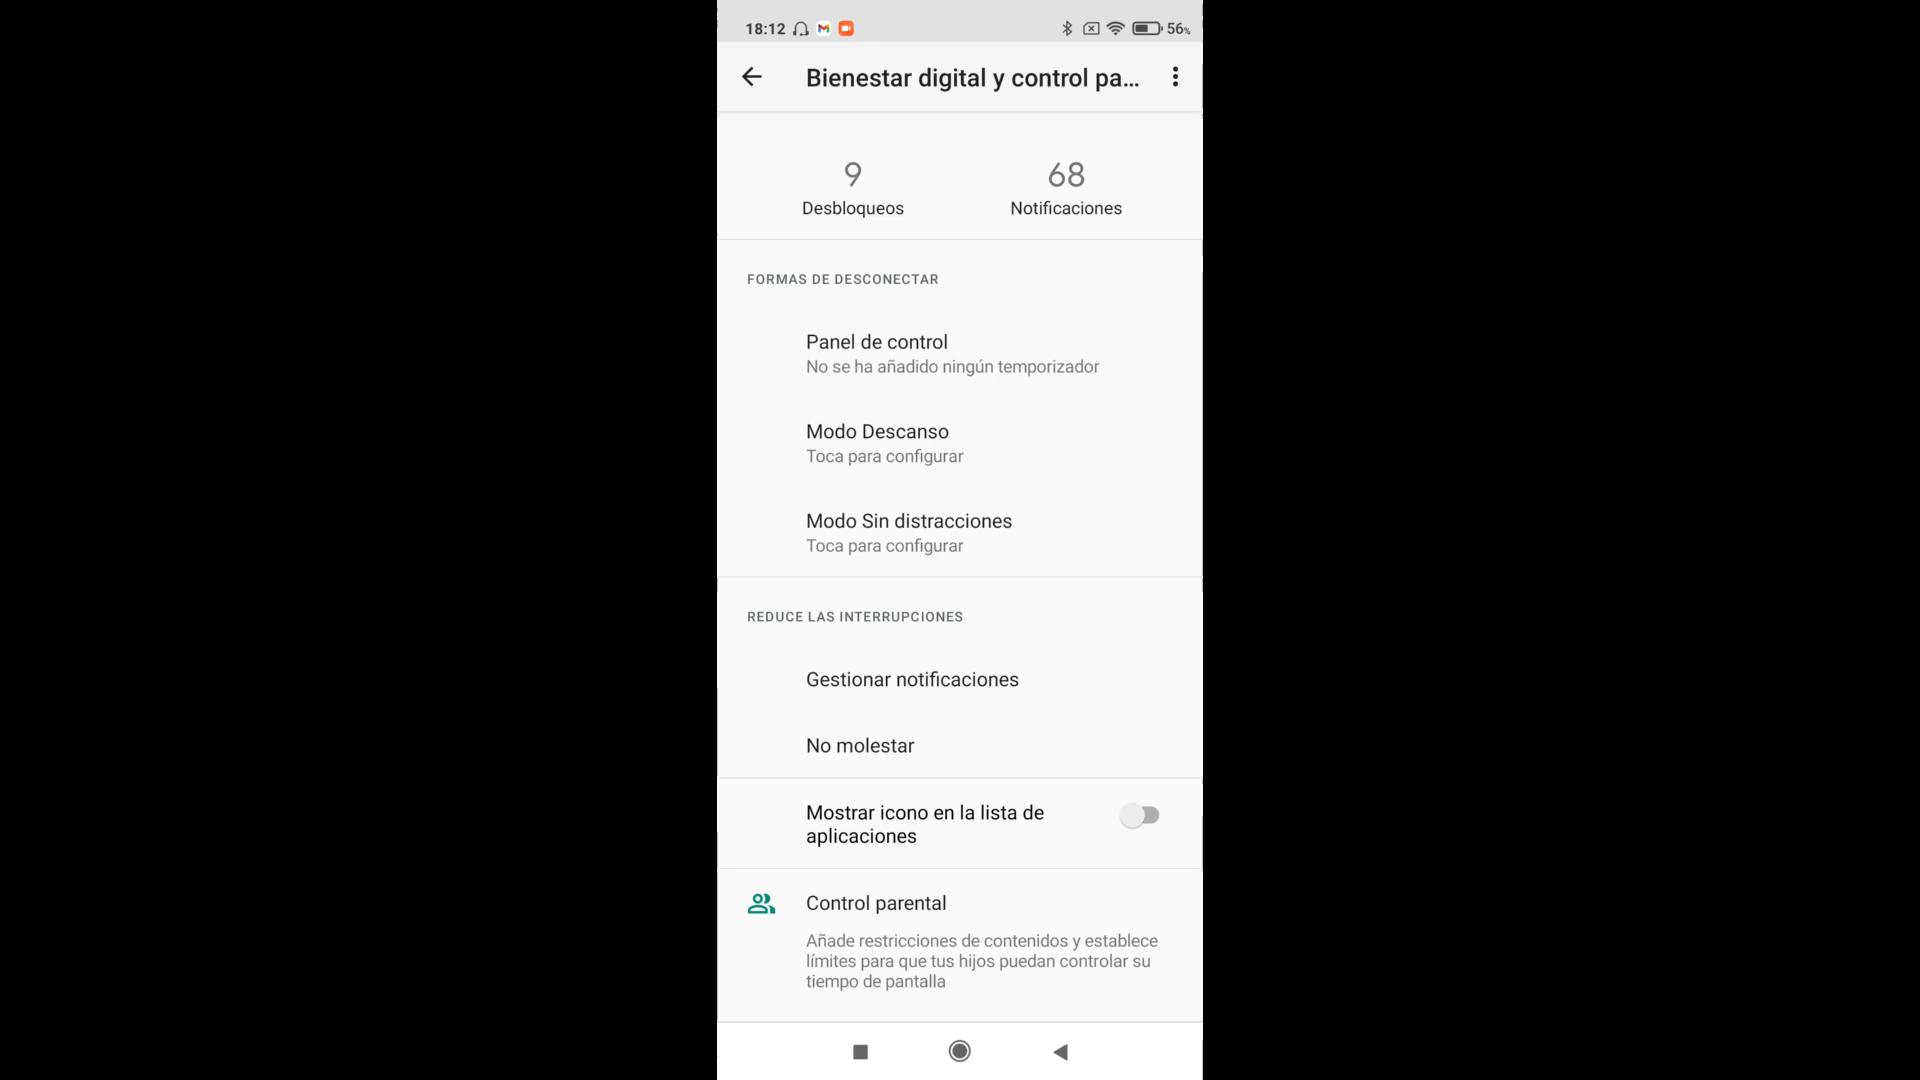 18:12
56%
Bienestar digital y control pa...
9
68
Desbloqueos
Notificaciones
FORMAS DE DESCONECTAR
Panel de control
No se ha añadido ningún temporizador
Modo Descanso
Toca para configurar
Modo Sin distracciones
Toca para configurar
REDUCE LAS INTERRUPCIONES
Gestionar notificaciones
No molestar
Mostrar icono en la lista de
aplicaciones
Control parental
Añade restricciones de contenidos y establece
límites para que tus hijos puedan controlar su
tiempo de pantalla